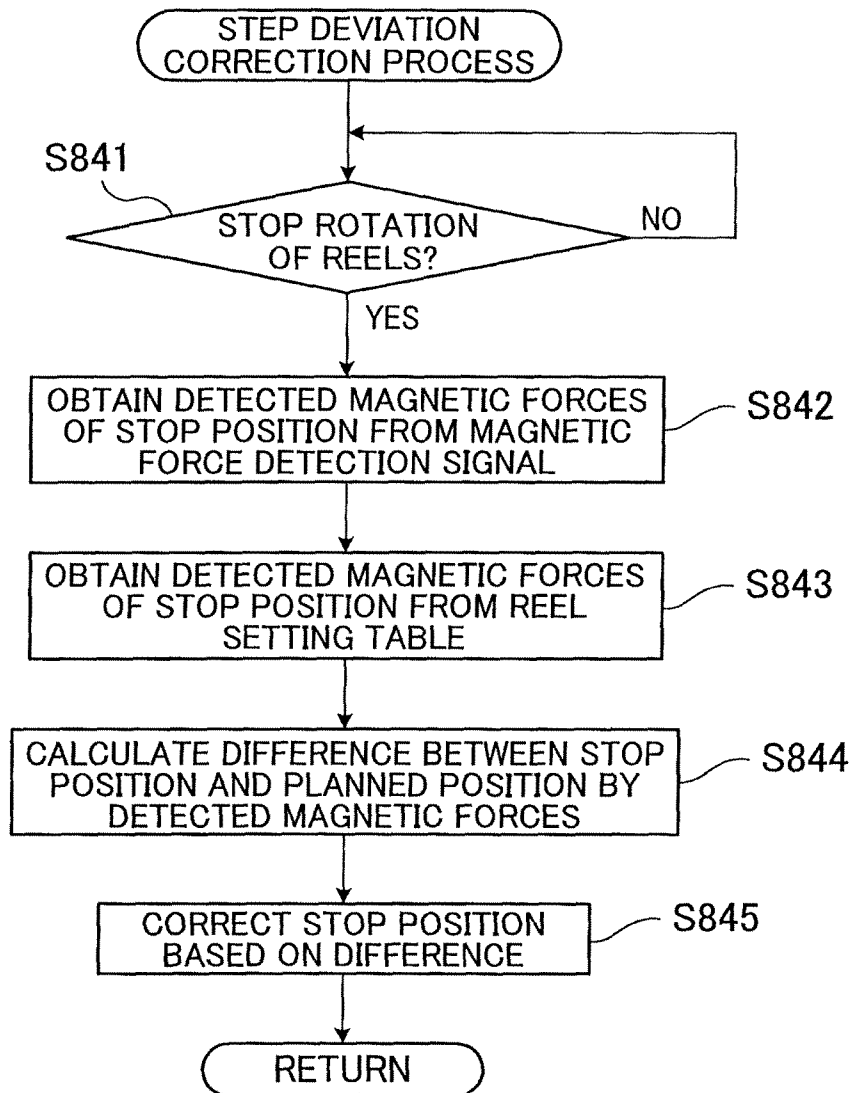 STEP DEVIATION
CORRECTION PROCESS
S841
STOP ROTATION
OF REELS?
NO
YES
OBTAIN DETECTED MAGNETIC FORCES
OF STOP POSITION FROM MAGNETIC
FORCE DETECTION SIGNAL
S842
OBTAIN DETECTED MAGNETIC FORCES
OF STOP POSITION FROM REEL
SETTING TABLE
S843
CALCULATE DIFFERENCE BETWEEN STOP
POSITION AND PLANNED POSITION BY
DETECTED MAGNETIC FORCES
S844
CORRECT STOP POSITION
BASED ON DIFFERENCE
S845
RETURN